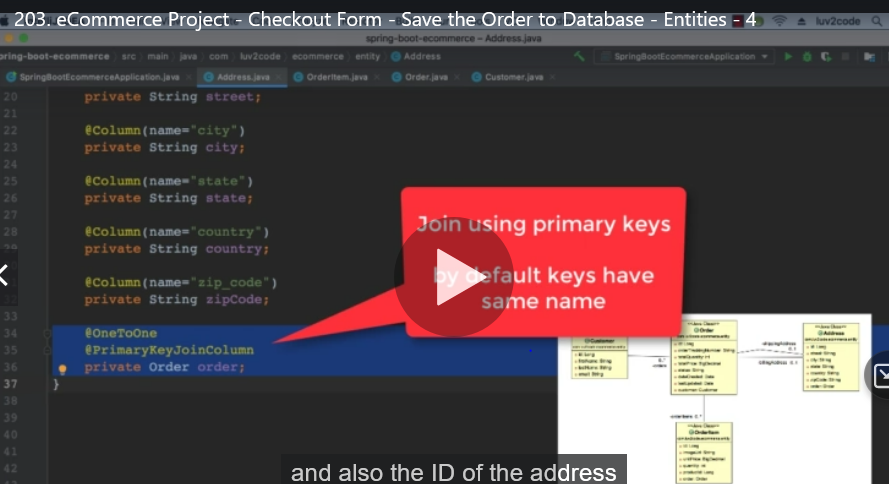 203. eCommerce Project - Checkout Form - Save the Order to Database - Entities - 4
luv2code
spring-boot-ecommerce – Address.java
pring-boot-ecommerce src main java com luv2code ecommerce entity Address
SpringBootEcommerceApplication
SpringBootEcommerceApplication.java Address.java OrderItem.java Order.java Customer.java
20 private String street;
21
22 @Column(name="city")
23 private String city;
24
25 @Column(name="state")
26 private String state;
27
28 @Column(name="country")
29 private String country;
@Column(name="zip_code")
private String zipCode;
33
34 @OneToOne
35 @PrimaryKeyJoinColumn
36 private Order order;
37 }
38
39
40
41
42
Join using primary keys
by default keys have
same name
Customer
Order
Address
OrderItem
and also the ID of the address